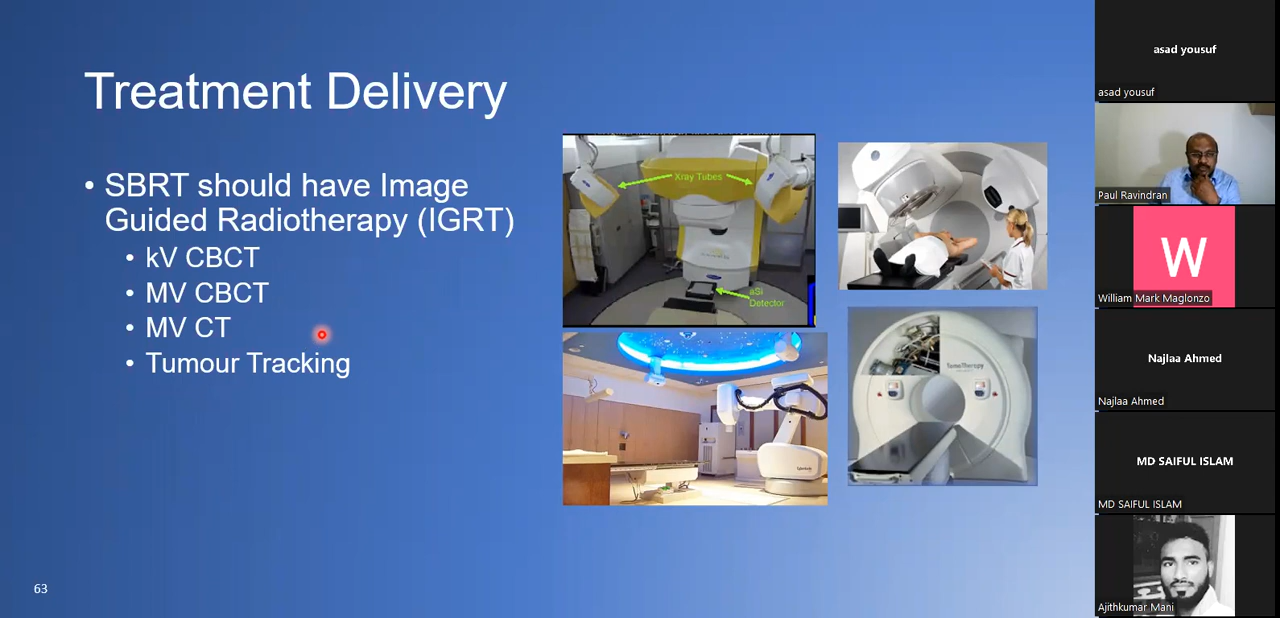 Treatment Delivery
• SBRT should have Image
Guided Radiotherapy (IGRT)
• kV CBCT
• MV CBCT
• MV CT
• Tumour Tracking
Xray Tubes
aSi
Detector
TomoTherapy
63
asad yousuf
asad yousuf
Paul Ravindran
W
William Mark Maglonzo
Najlaa Ahmed
Najlaa Ahmed
MD SAIFUL ISLAM
MD SAIFUL ISLAM
Ajithkumar Mani